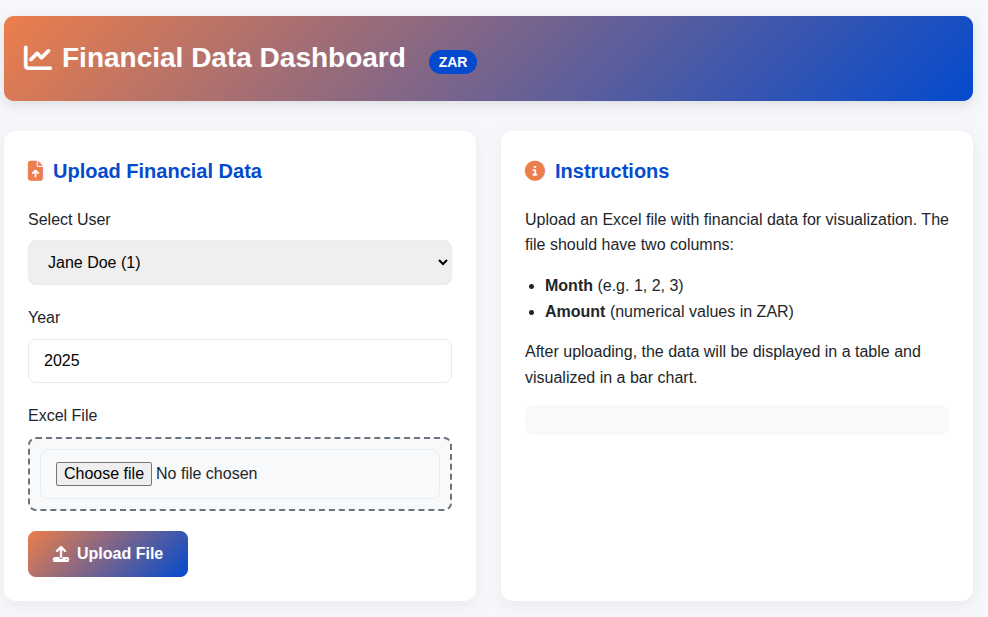 Financial Data Dashboard ZAR
Upload Financial Data
Select User
Jane Doe (1)
Year
2025
Excel File
Choose file No file chosen
Upload File
Instructions
Upload an Excel file with financial data for visualization. The
file should have two columns:
Month (e.g. 1, 2, 3)
Amount (numerical values in ZAR)
After uploading, the data will be displayed in a table and
visualized in a bar chart.